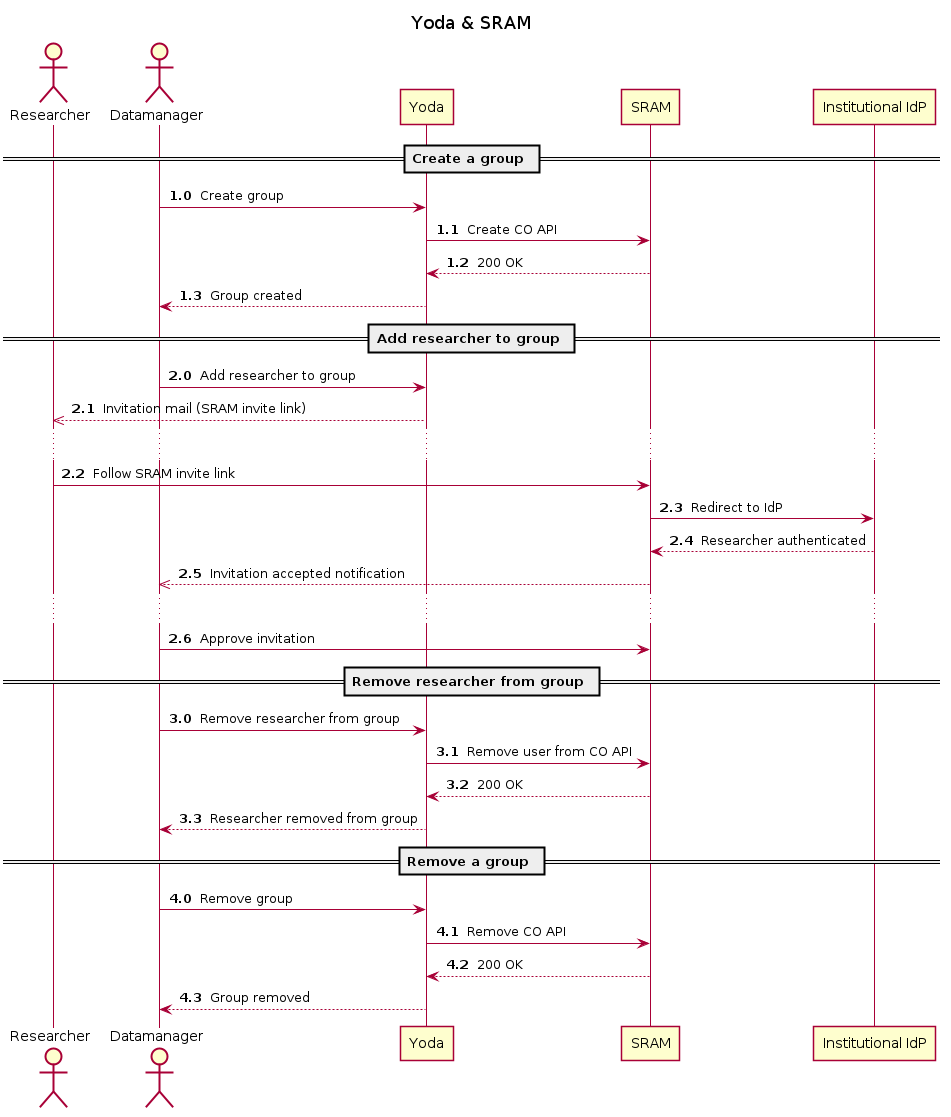 Yoda & SRAM
Researcher
Datamanager
Yoda
SRAM
Institutional IdP
Create a group
1.0 Create group
1.1 Create CO API
1.2 200 OK
1.3 Group created
Add researcher to group
2.0 Add researcher to group
2.1 Invitation mail (SRAM invite link)
2.2 Follow SRAM invite link
2.3 Redirect to IdP
2.4 Researcher authenticated
2.5 Invitation accepted notification
2.6 Approve invitation
Remove researcher from group
3.0 Remove researcher from group
3.1 Remove user from CO API
3.2 200 OK
3.3 Researcher removed from group
Remove a group
4.0 Remove group
4.1 Remove CO API
4.2 200 OK
4.3 Group removed
Researcher
Datamanager
Yoda
SRAM
Institutional IdP